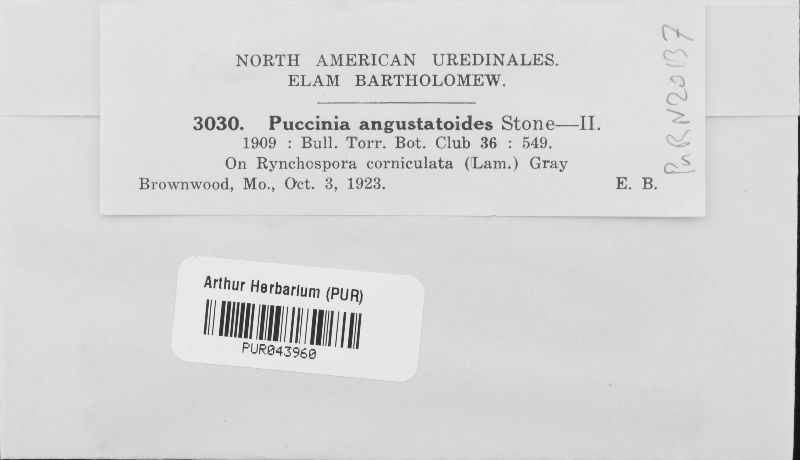 NORTH AMERICAN UREDINALES.
ELAM BARTHOLOMEW.
3030. Puccinia angustatoides Stone—II.
1909 : Bull. Torr. Bot. Club 36 : 549.
On Rynchospora corniculata (Lam.) Gray
Brownwood, Mo., Oct. 3, 1923. E. B.
PUR N20137
Arthur Herbarium (PUR)
PUR043960